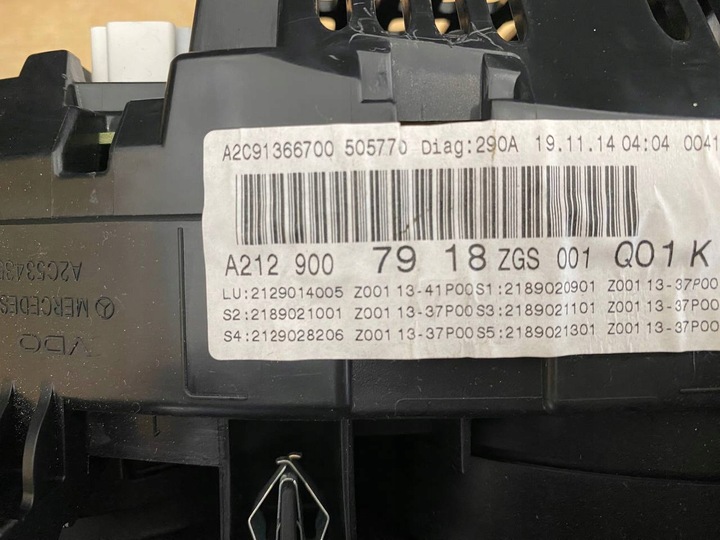 A2C91366700 505770 Diag:290A 19.11.14 04:04 0041
A212 900 79 18 ZGS 001 Q01 K
LU:2129014005 Z001 13-41P00 S1:2189020901 Z001 13-37P00
S2:2189021001 Z001 13-37P00 S3:2189021101 Z001 13-37P00
S4:2129028206 Z001 13-37P00 S5:2189021301 Z001 13-37P00
MERCEDES
VDO